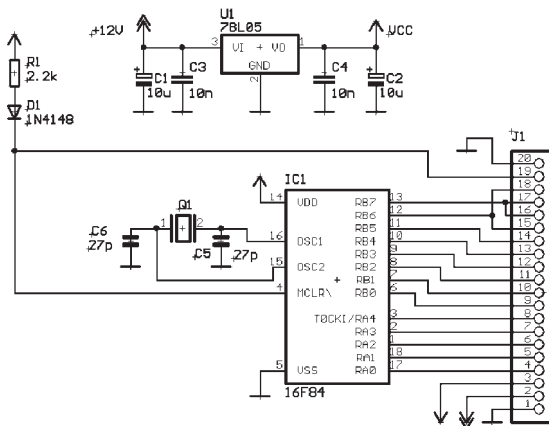 U1
78L05
+12V
VCC
3 VI + VO 1
GND
2
R1
2.2k
C1
10u
C3
10n
C4
10n
C2
10u
D1
1N4148
J1
IC1
Q1
1 2
C6
27p
C5
27p
14 VDD
16 OSC1
15 OSC2
+
4 MCLR\
5 VSS
RB7 13
RB6 12
RB5 11
RB4 10
RB3 9
RB2 8
RB1 7
RB0 6
T0CKI/RA4 3
RA3 2
RA2 1
RA1 18
RA0 17
16F84
20
19
18
17
16
15
14
13
12
11
10
9
8
7
6
5
4
3
2
1